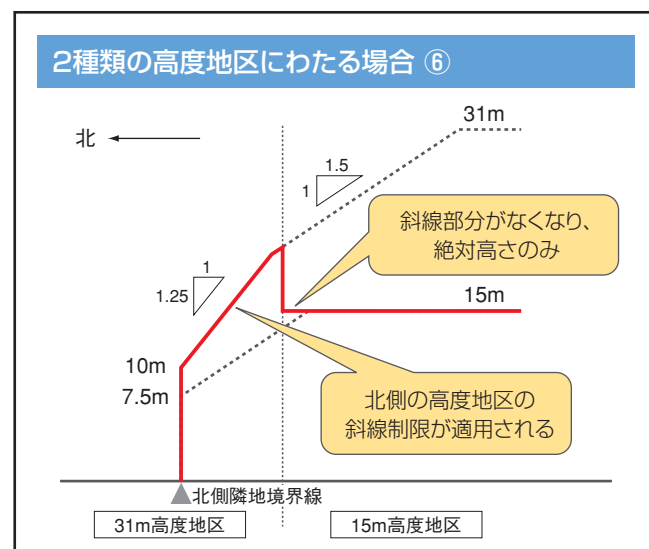 2種類の高度地区にわたる場合 ⑥
北
31m
1.5
1
斜線部分がなくなり、
絶対高さのみ
1
1.25
15m
10m
7.5m
北側の高度地区の
斜線制限が適用される
北側隣地境界線
31m高度地区
15m高度地区